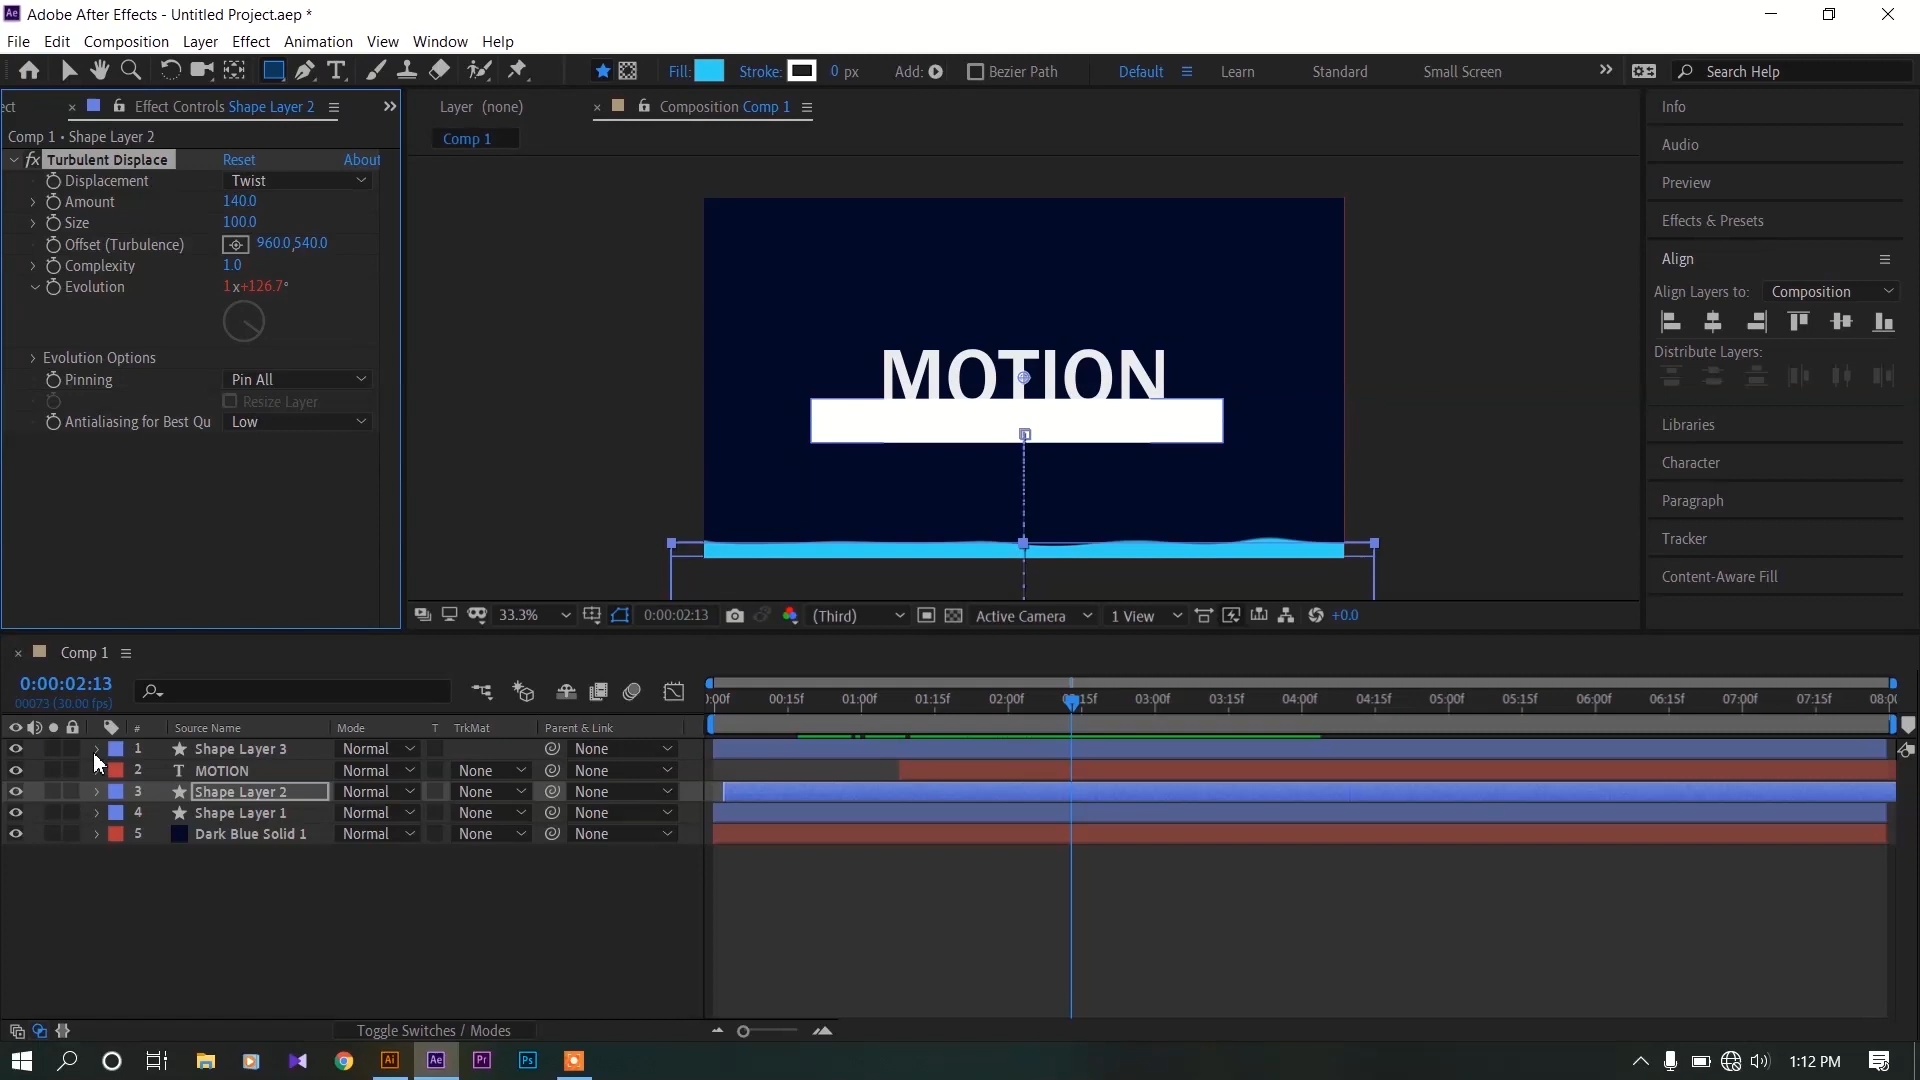 Adobe After Effects - Untitled Project.aep *
File Edit Composition Layer Effect Animation View Window Help
Fill: Stroke: 0 px Add: Bezier Path Default Learn Standard Small Screen Search Help
ect Effect Controls Shape Layer 2
Layer (none) Composition Comp 1
Comp 1
Comp 1 • Shape Layer 2
fx Turbulent Displace Reset About
Displacement Twist
Amount 140.0
Size 100.0
Offset (Turbulence) 960.0,540.0
Complexity 1.0
Evolution 1x+126.7°
Evolution Options
Pinning Pin All
Resize Layer
Antialiasing for Best Qu Low
MOTION
33.3% 0:00:02:13 (Third) Active Camera 1 View +0.0
Info
Audio
Preview
Effects & Presets
Align
Align Layers to: Composition
Distribute Layers:
Libraries
Character
Paragraph
Tracker
Content-Aware Fill
Comp 1
0:00:02:13
00073 (30.00 fps)
00:15f 01:00f 01:15f 02:00f 03:00f 03:15f 04:00f 04:15f 05:00f 05:15f 06:00f 06:15f 07:00f 07:15f
# Source Name Mode T TrkMat Parent & Link
1 Shape Layer 3 Normal None
2 T MOTION Normal None None
3 Shape Layer 2 Normal None None
4 Shape Layer 1 Normal None None
5 Dark Blue Solid 1 Normal None None
Toggle Switches / Modes
Ai Ae Pr Ps 1:12 PM